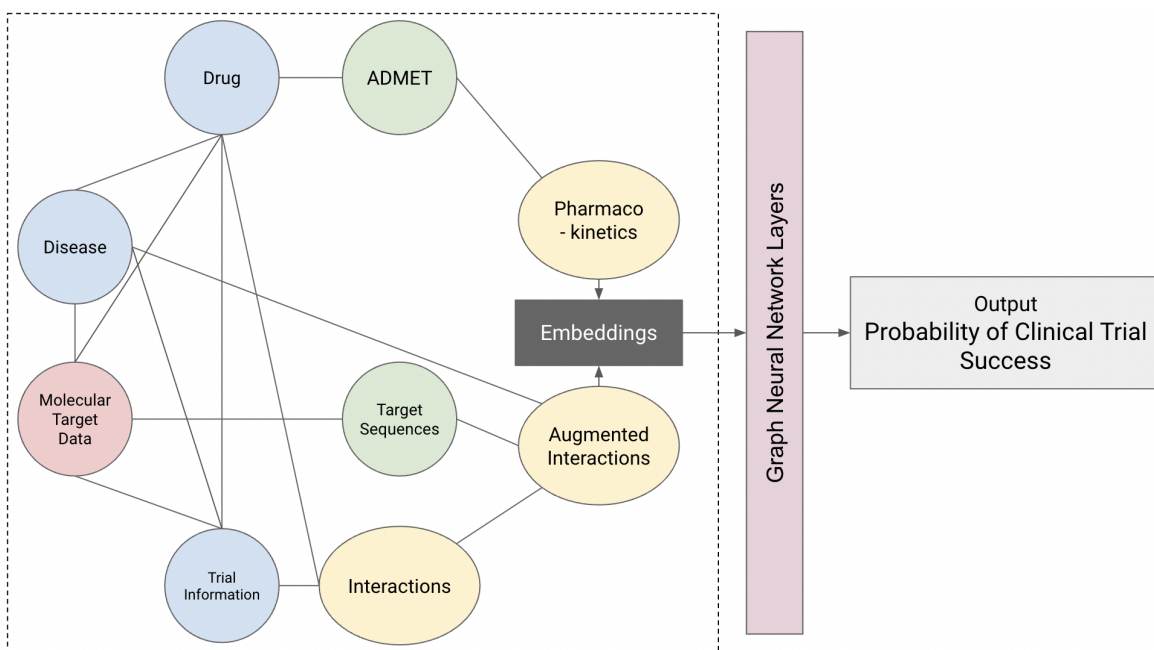 Drug
ADMET
Pharmaco
- kinetics
Disease
Embeddings
Graph Neural Network Layers
Output
Probability of Clinical Trial
Success
Molecular
Target
Data
Target
Sequences
Augmented
Interactions
Trial
Information
Interactions